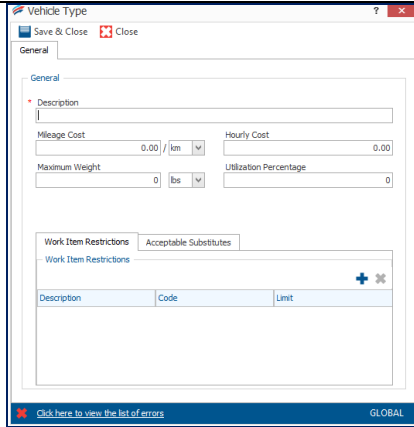 Vehicle Type ?
Save & Close Close
General
General
* Description
Mileage Cost Hourly Cost
0.00 / km 0.00
Maximum Weight Utilization Percentage
0 lbs 0
Work Item Restrictions Acceptable Substitutes
Work Item Restrictions
Description Code Limit
Click here to view the list of errors GLOBAL